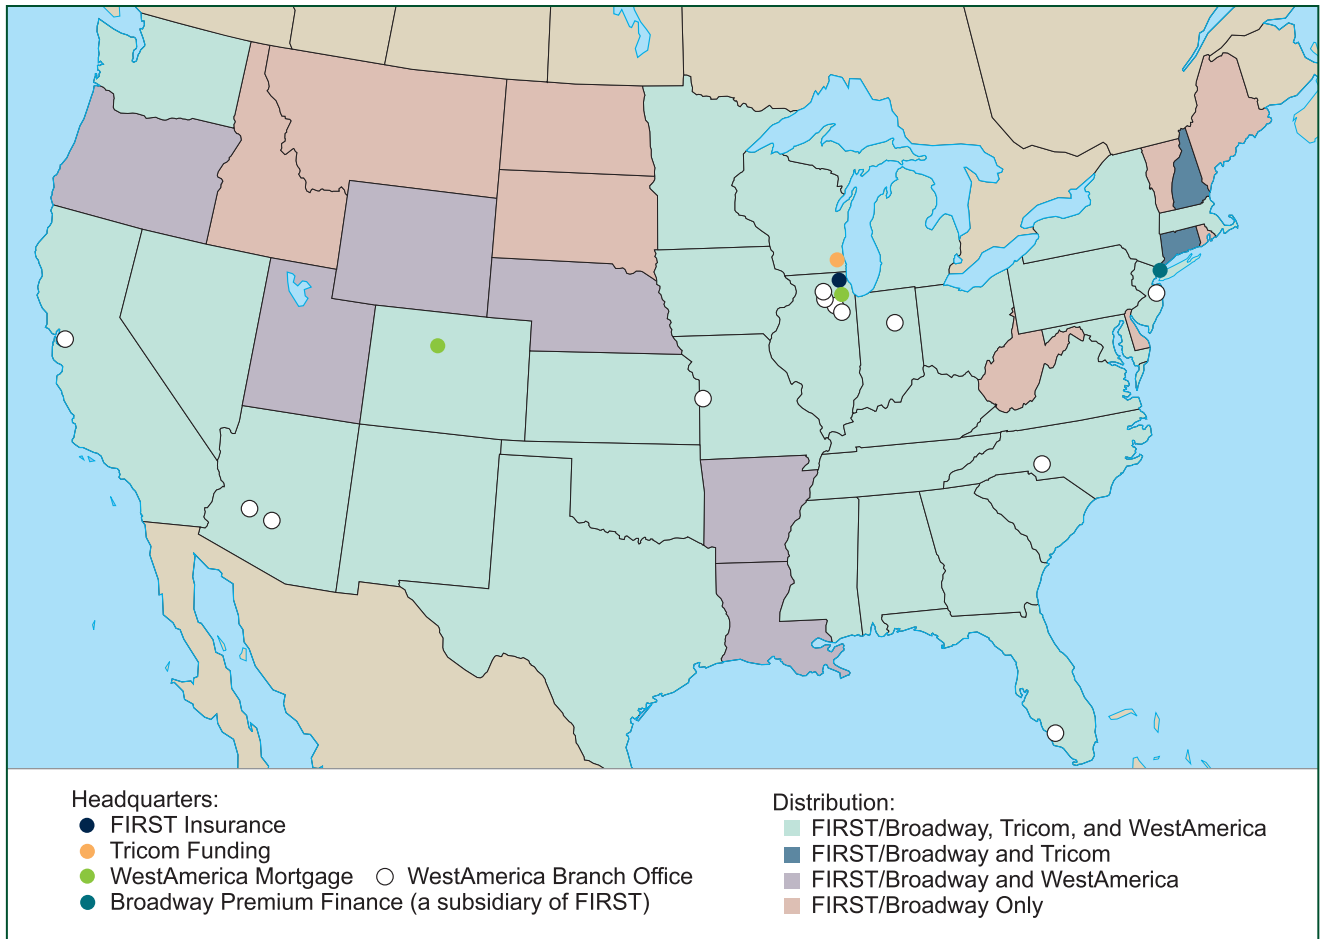 Headquarters:
FIRST Insurance
Tricom Funding
WestAmerica Mortgage WestAmerica Branch Office
Broadway Premium Finance (a subsidiary of FIRST)
Distribution:
FIRST/Broadway, Tricom, and WestAmerica
FIRST/Broadway and Tricom
FIRST/Broadway and WestAmerica
FIRST/Broadway Only